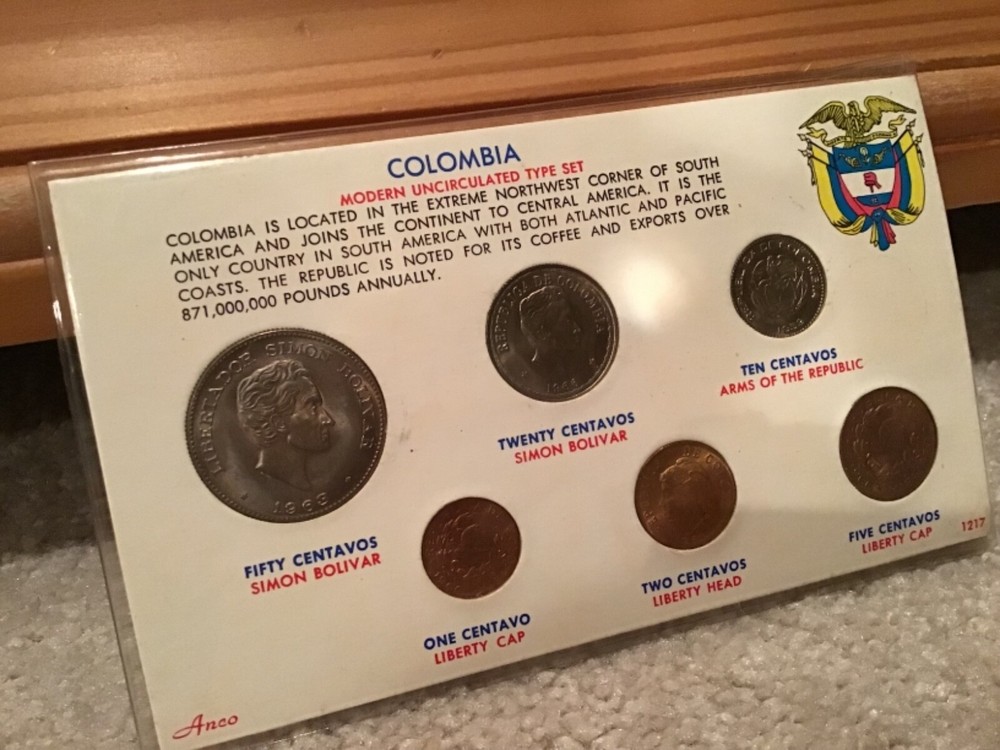 COLOMBIA
MODERN UNCIRCULATED TYPE SET
COLOMBIA IS LOCATED IN THE EXTREME NORTHWEST CORNER OF SOUTH
AMERICA AND JOINS THE CONTINENT TO CENTRAL AMERICA. IT IS THE
ONLY COUNTRY IN SOUTH AMERICA WITH BOTH ATLANTIC AND PACIFIC
COASTS. THE REPUBLIC IS NOTED FOR ITS COFFEE AND EXPORTS OVER
871,000,000 POUNDS ANNUALLY.
LIBERTADOR SIMON BOLIVAR
1963
FIFTY CENTAVOS
SIMON BOLIVAR
REPUBLICA DE COLOMBIA
TWENTY CENTAVOS
SIMON BOLIVAR
TEN CENTAVOS
ARMS OF THE REPUBLIC
ONE CENTAVO
LIBERTY CAP
TWO CENTAVOS
LIBERTY HEAD
FIVE CENTAVOS
LIBERTY CAP
1217
Anco